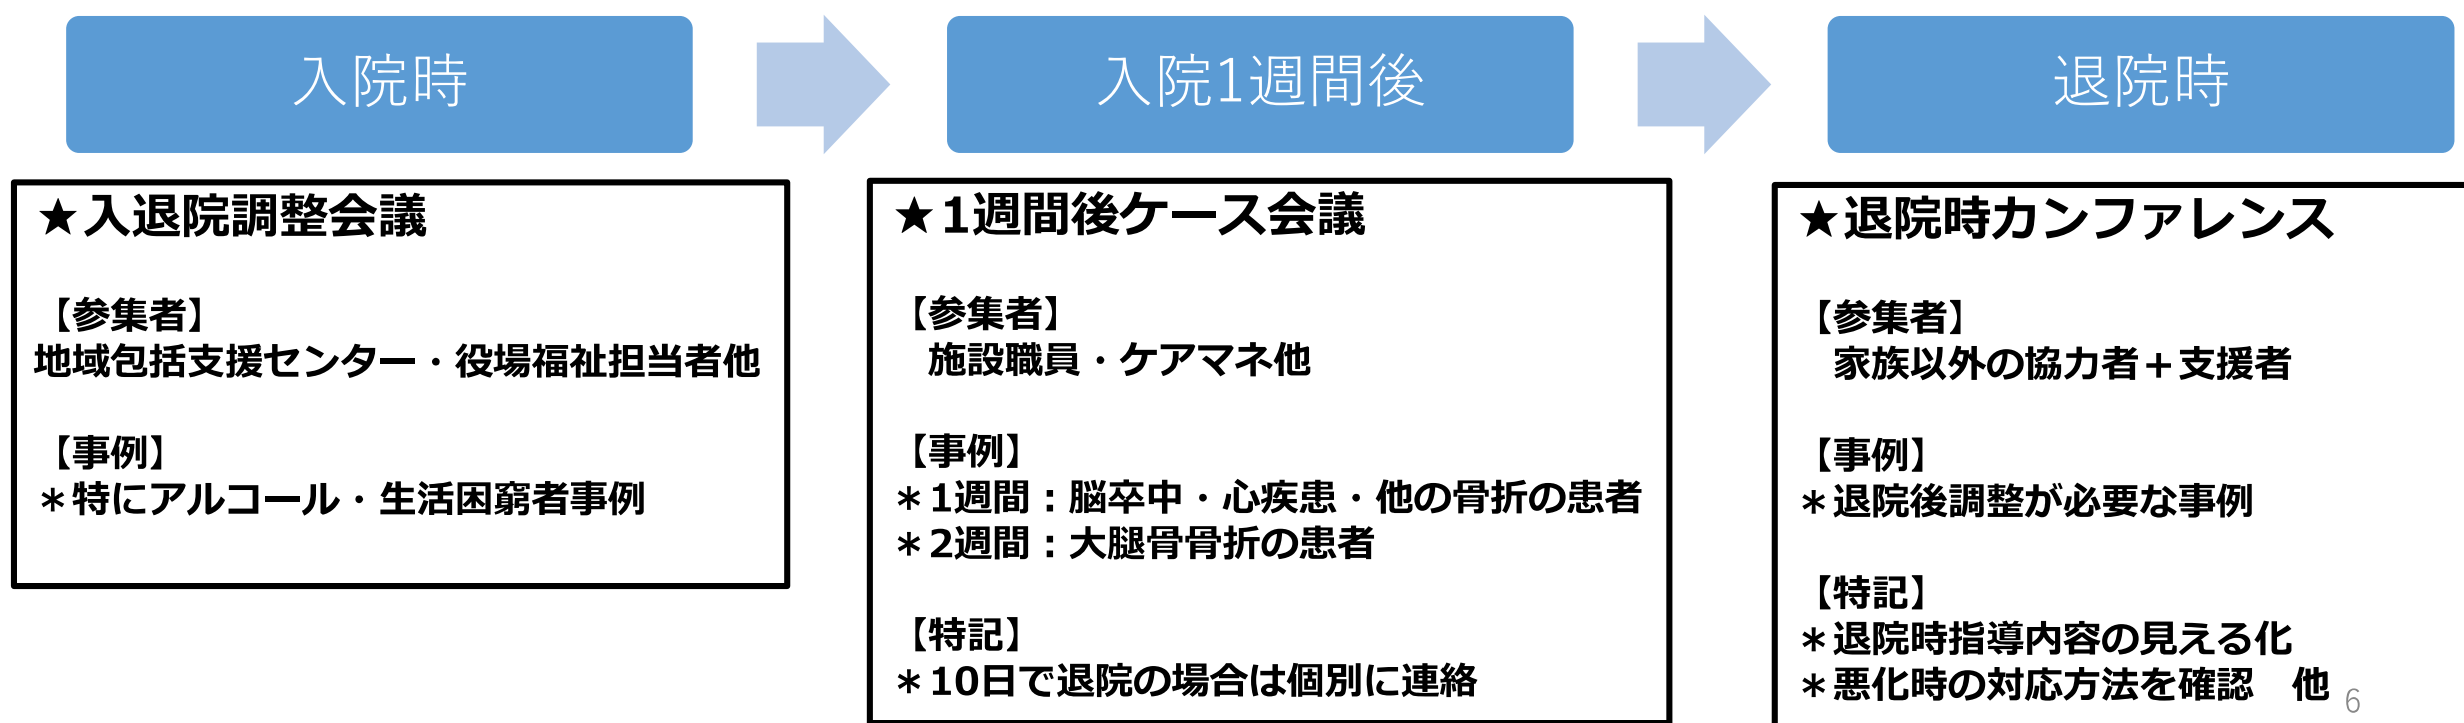 入院時
入院1週間後
退院時
★入退院調整会議
【参集者】
地域包括支援センター・役場福祉担当者他
【事例】
＊特にアルコール・生活困窮者事例
★1週間後ケース会議
【参集者】
施設職員・ケアマネ他
【事例】
＊1週間：脳卒中・心疾患・他の骨折の患者
＊2週間：大腿骨骨折の患者
【特記】
＊10日で退院の場合は個別に連絡
★退院時カンファレンス
【参集者】
家族以外の協力者＋支援者
【事例】
＊退院後調整が必要な事例
【特記】
＊退院時指導内容の見える化
＊悪化時の対応方法を確認　他
6